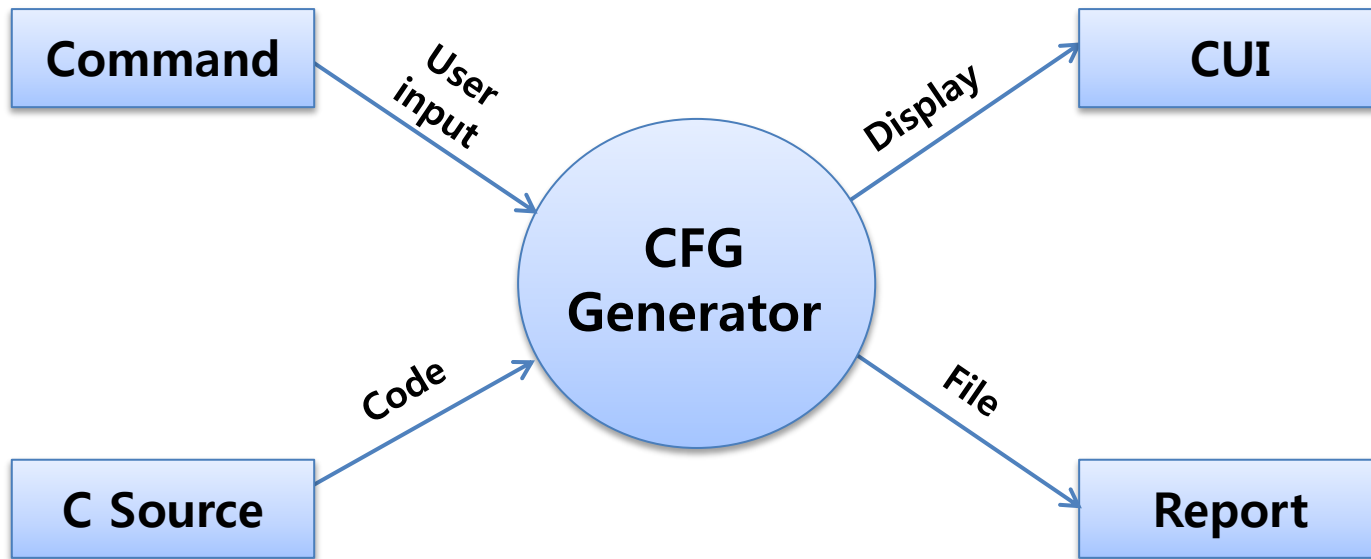 Command
User
input
CUI
Display
CFG
Generator
Code
File
C Source
Report